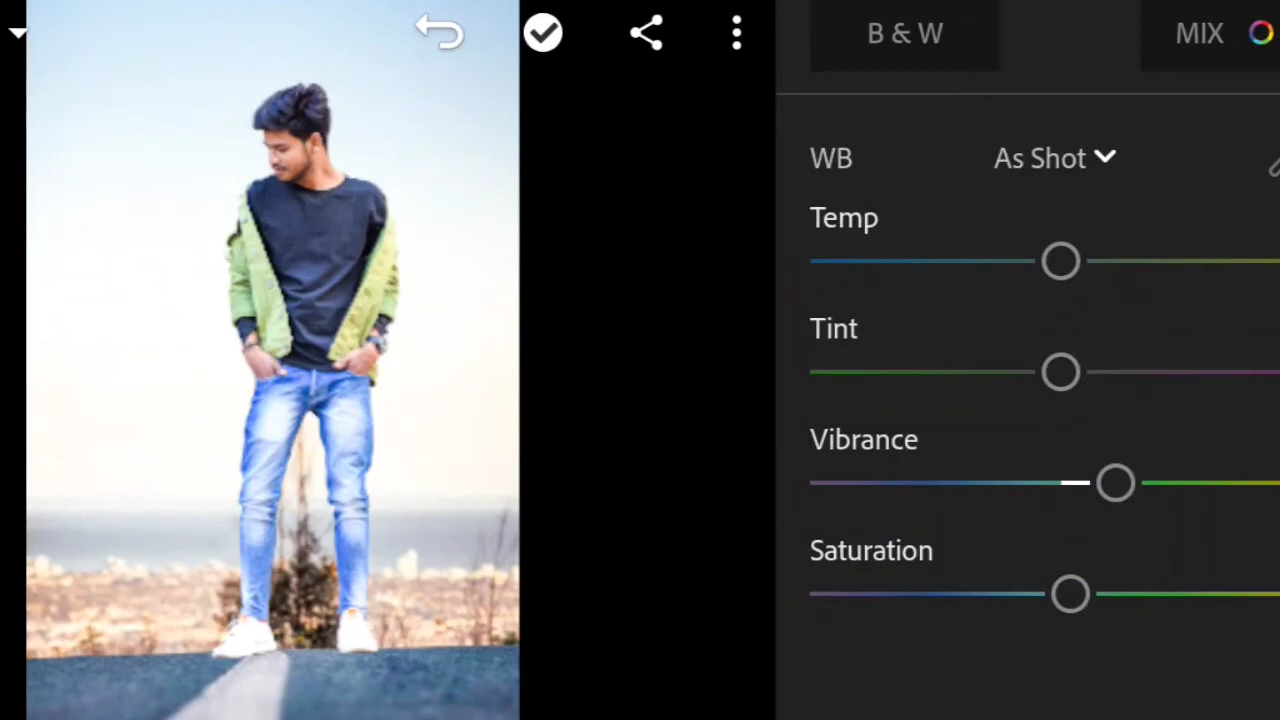 B & W
MIX
WB
As Shot
Temp
Tint
Vibrance
Saturation